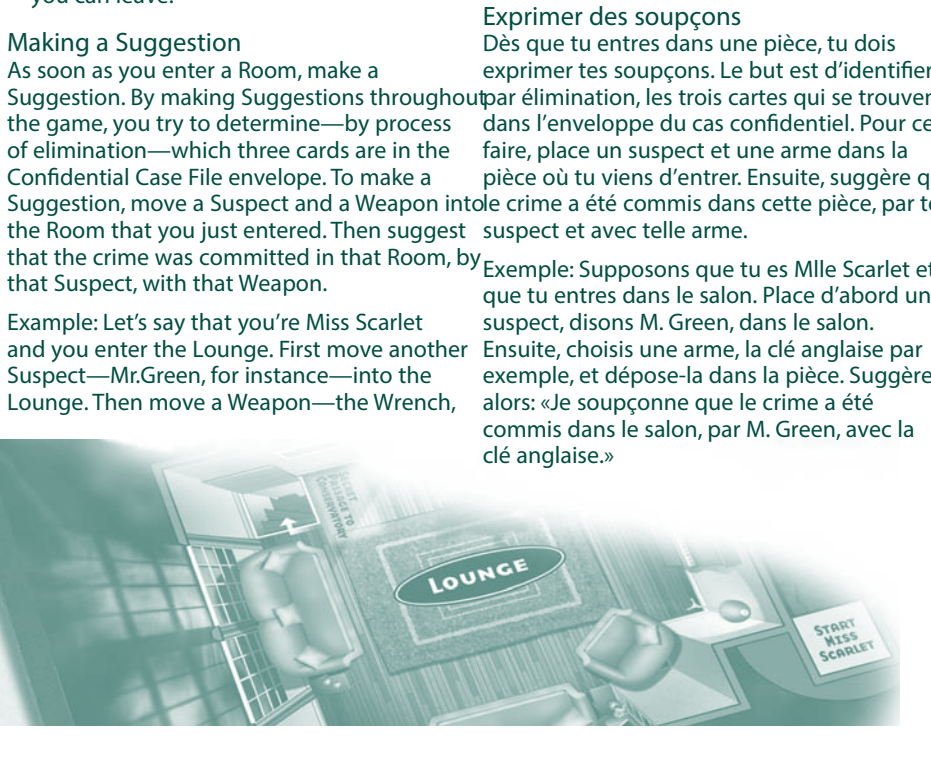 you can leave.
Making a Suggestion
As soon as you enter a Room, make a
Suggestion. By making Suggestions throughout
the game, you try to determine—by process
of elimination—which three cards are in the
Confidential Case File envelope. To make a
Suggestion, move a Suspect and a Weapon into
the Room that you just entered. Then suggest
that the crime was committed in that Room, by
that Suspect, with that Weapon.
Example: Let's say that you're Miss Scarlet
and you enter the Lounge. First move another
Suspect—Mr.Green, for instance—into the
Lounge. Then move a Weapon—the Wrench,
Exprimer des soupçons
Dès que tu entres dans une pièce, tu dois
exprimer tes soupçons. Le but est d'identifier
par élimination, les trois cartes qui se trouven
dans l'enveloppe du cas confidentiel. Pour ce
faire, place un suspect et une arme dans la
pièce où tu viens d'entrer. Ensuite, suggère q
le crime a été commis dans cette pièce, par t
suspect et avec telle arme.
Exemple: Supposons que tu es Mlle Scarlet et
que tu entres dans le salon. Place d'abord un
suspect, disons M. Green, dans le salon.
Ensuite, choisis une arme, la clé anglaise par
exemple, et dépose-la dans la pièce. Suggère
alors: «Je soupçonne que le crime a été
commis dans le salon, par M. Green, avec la
clé anglaise.»
SECRET
PASSAGE TO
CONSERVATORY
LOUNGE
START
MISS
SCARLET